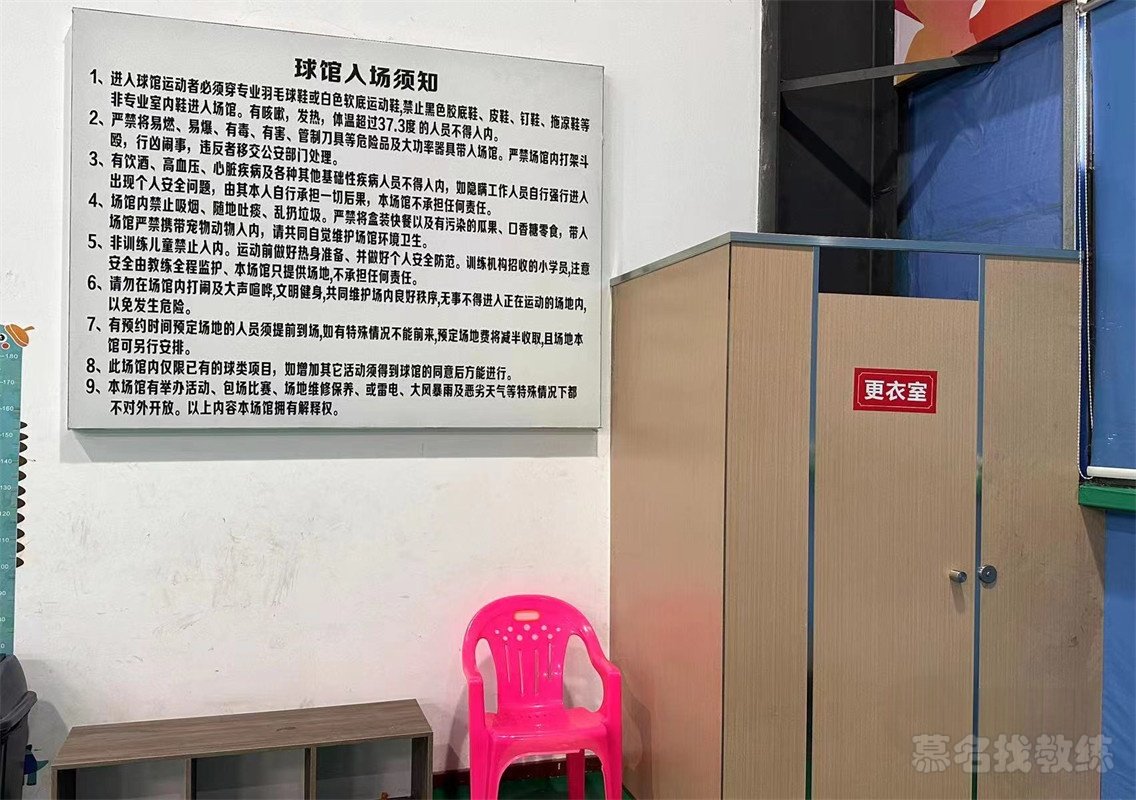 球馆入场须知
1、进人球馆运动者必须穿专业羽毛球鞋或白色软底运动鞋,禁止黑色胶底鞋、皮鞋、钉鞋、拖凉鞋等
非专业室内鞋进人场馆。有咳嗽，发热，体温超过37.3度的人员不得人内。
2、严禁将易燃、易爆、有毒、有害、管制刀具等危险品及大功率器具带人场馆。严禁场馆内打架斗
殴，行凶闹事，违反者移交公安部门处理。
3、有饮酒、高血压、心脏疾病及各种其他基础性疾病人员不得人内，如隐瞒工作人员自行强行进人
出现个人安全问题，由其本人自行承担一切后果，本场馆不承担任何责任。
4、场馆内禁止吸烟、随地吐痰、乱扔垃圾。严禁将盒装快餐以及有污染的瓜果、口香糖零食，带人
场馆严禁携带宠物动物人内，请共同自觉维护场馆环境卫生。
5、非训练儿童禁止人内。运动前做好热身准备、并做好个人安全防范。训练机构招收的小学员,注意
安全由教练全程监护、本场馆只提供场地,不承担任何责任。
6、请勿在场馆内打闹及大声喧哗,文明健身,共同维护场内良好秩序,无事不得进人正在运动的场地内,
以免发生危险。
7、有预约时间预定场地的人员须提前到场,如有特殊情况不能前来,预定场地费将减半收取,且场地本
馆可另行安排。
8、此场馆内仅限已有的球类项目，如增加其它活动须得到球馆的同意后方能进行。
9、本场馆有举办活动、包场比赛、场地维修保养、或雷电、大风暴雨及恶劣天气等特殊情况下都
不对外开放。以上内容本场馆拥有解释权。
更衣室
180
170
160
150
140
130
120
110
100
90
慕名找教练